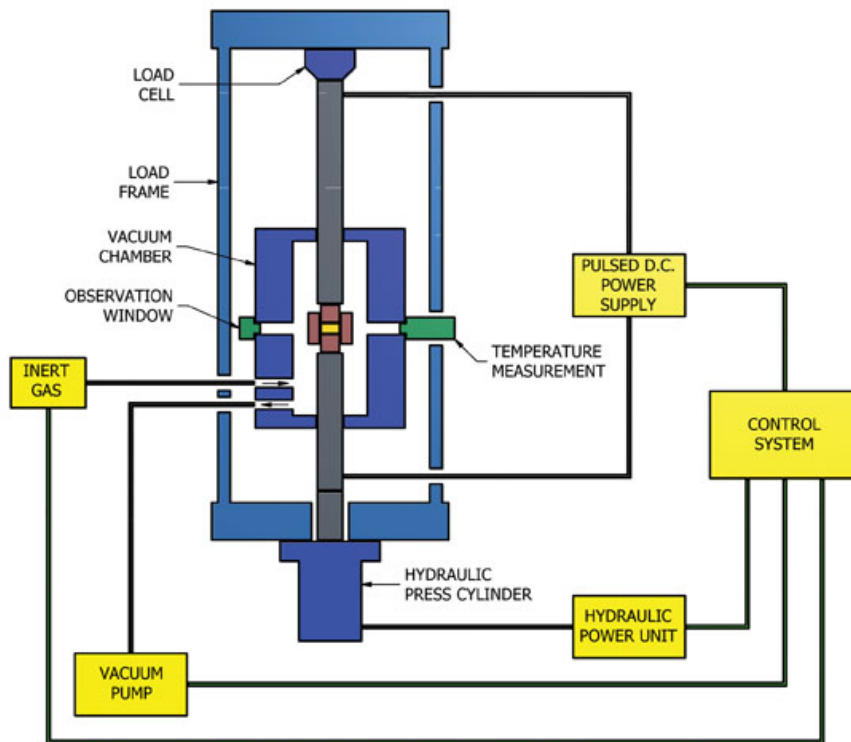 LOAD
CELL
LOAD
FRAME
VACUUM
CHAMBER
OBSERVATION
WINDOW
INERT
GAS
PULSED D.C.
POWER
SUPPLY
TEMPERATURE
MEASUREMENT
CONTROL
SYSTEM
HYDRAULIC
PRESS CYLINDER
HYDRAULIC
POWER UNIT
VACUUM
PUMP